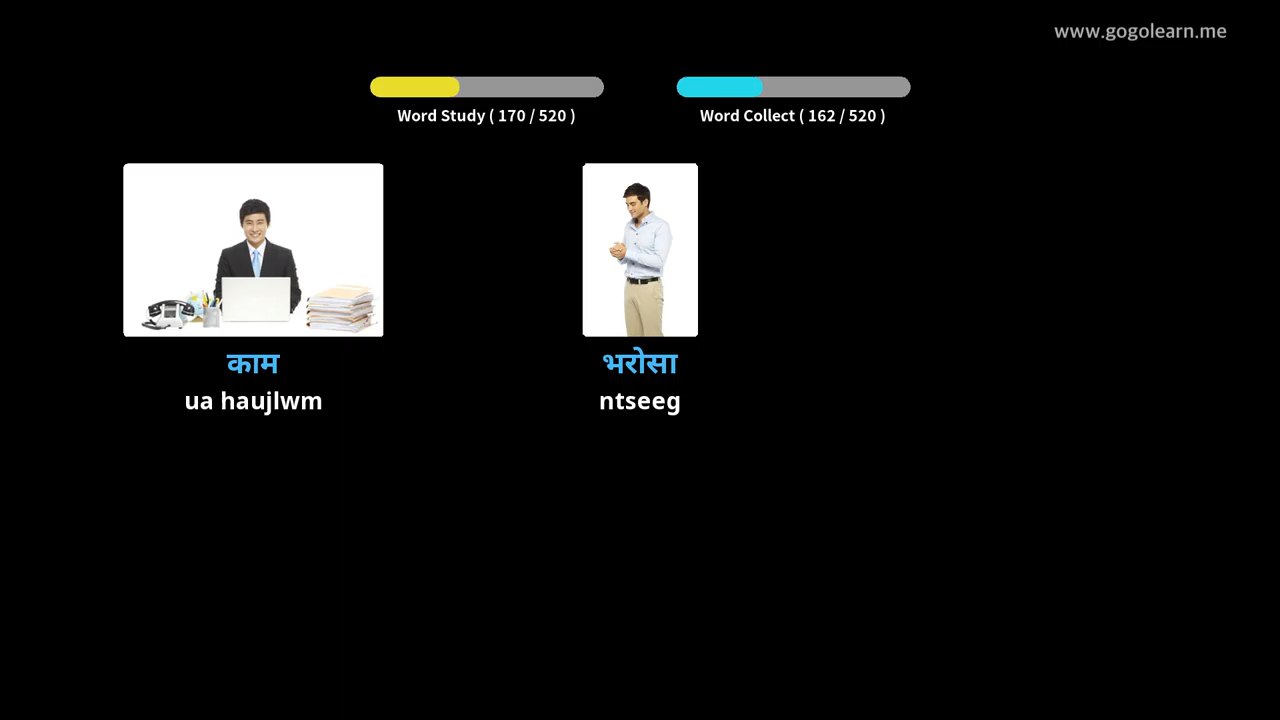 www.gogolearn.me
Word Study ( 170 / 520 )
Word Collect ( 162 / 520 )
काम
ua haujlwm
भरोसा
ntseeg